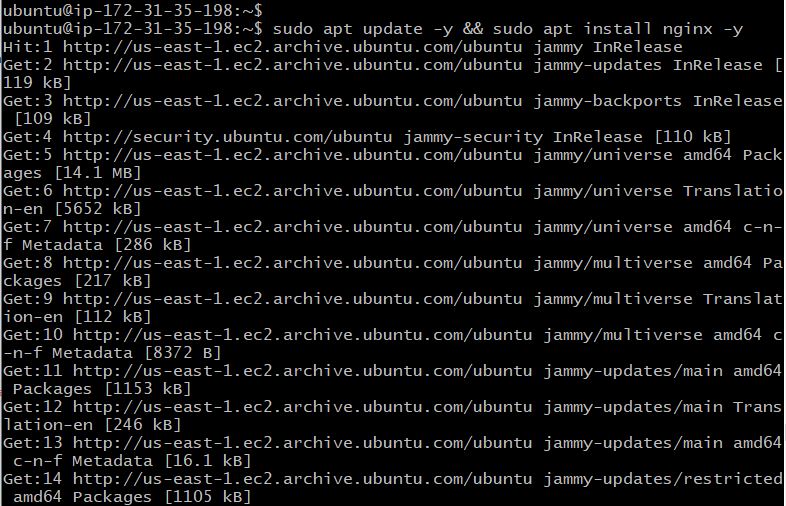 ubuntu@ip-172-31-35-198:~$
ubuntu@ip-172-31-35-198:~$ sudo apt update -y && sudo apt install nginx -y
Hit:1 http://us-east-1.ec2.archive.ubuntu.com/ubuntu jammy InRelease
Get:2 http://us-east-1.ec2.archive.ubuntu.com/ubuntu jammy-updates InRelease [
119 kB]
Get:3 http://us-east-1.ec2.archive.ubuntu.com/ubuntu jammy-backports InRelease
 [109 kB]
Get:4 http://security.ubuntu.com/ubuntu jammy-security InRelease [110 kB]
Get:5 http://us-east-1.ec2.archive.ubuntu.com/ubuntu jammy/universe amd64 Pack
ages [14.1 MB]
Get:6 http://us-east-1.ec2.archive.ubuntu.com/ubuntu jammy/universe Translatio
n-en [5652 kB]
Get:7 http://us-east-1.ec2.archive.ubuntu.com/ubuntu jammy/universe amd64 c-n-
f Metadata [286 kB]
Get:8 http://us-east-1.ec2.archive.ubuntu.com/ubuntu jammy/multiverse amd64 Pa
ckages [217 kB]
Get:9 http://us-east-1.ec2.archive.ubuntu.com/ubuntu jammy/multiverse Translat
ion-en [112 kB]
Get:10 http://us-east-1.ec2.archive.ubuntu.com/ubuntu jammy/multiverse amd64 c
-n-f Metadata [8372 B]
Get:11 http://us-east-1.ec2.archive.ubuntu.com/ubuntu jammy-updates/main amd64
 Packages [1153 kB]
Get:12 http://us-east-1.ec2.archive.ubuntu.com/ubuntu jammy-updates/main Trans
lation-en [246 kB]
Get:13 http://us-east-1.ec2.archive.ubuntu.com/ubuntu jammy-updates/main amd64
 c-n-f Metadata [16.1 kB]
Get:14 http://us-east-1.ec2.archive.ubuntu.com/ubuntu jammy-updates/restricted
 amd64 Packages [1105 kB]